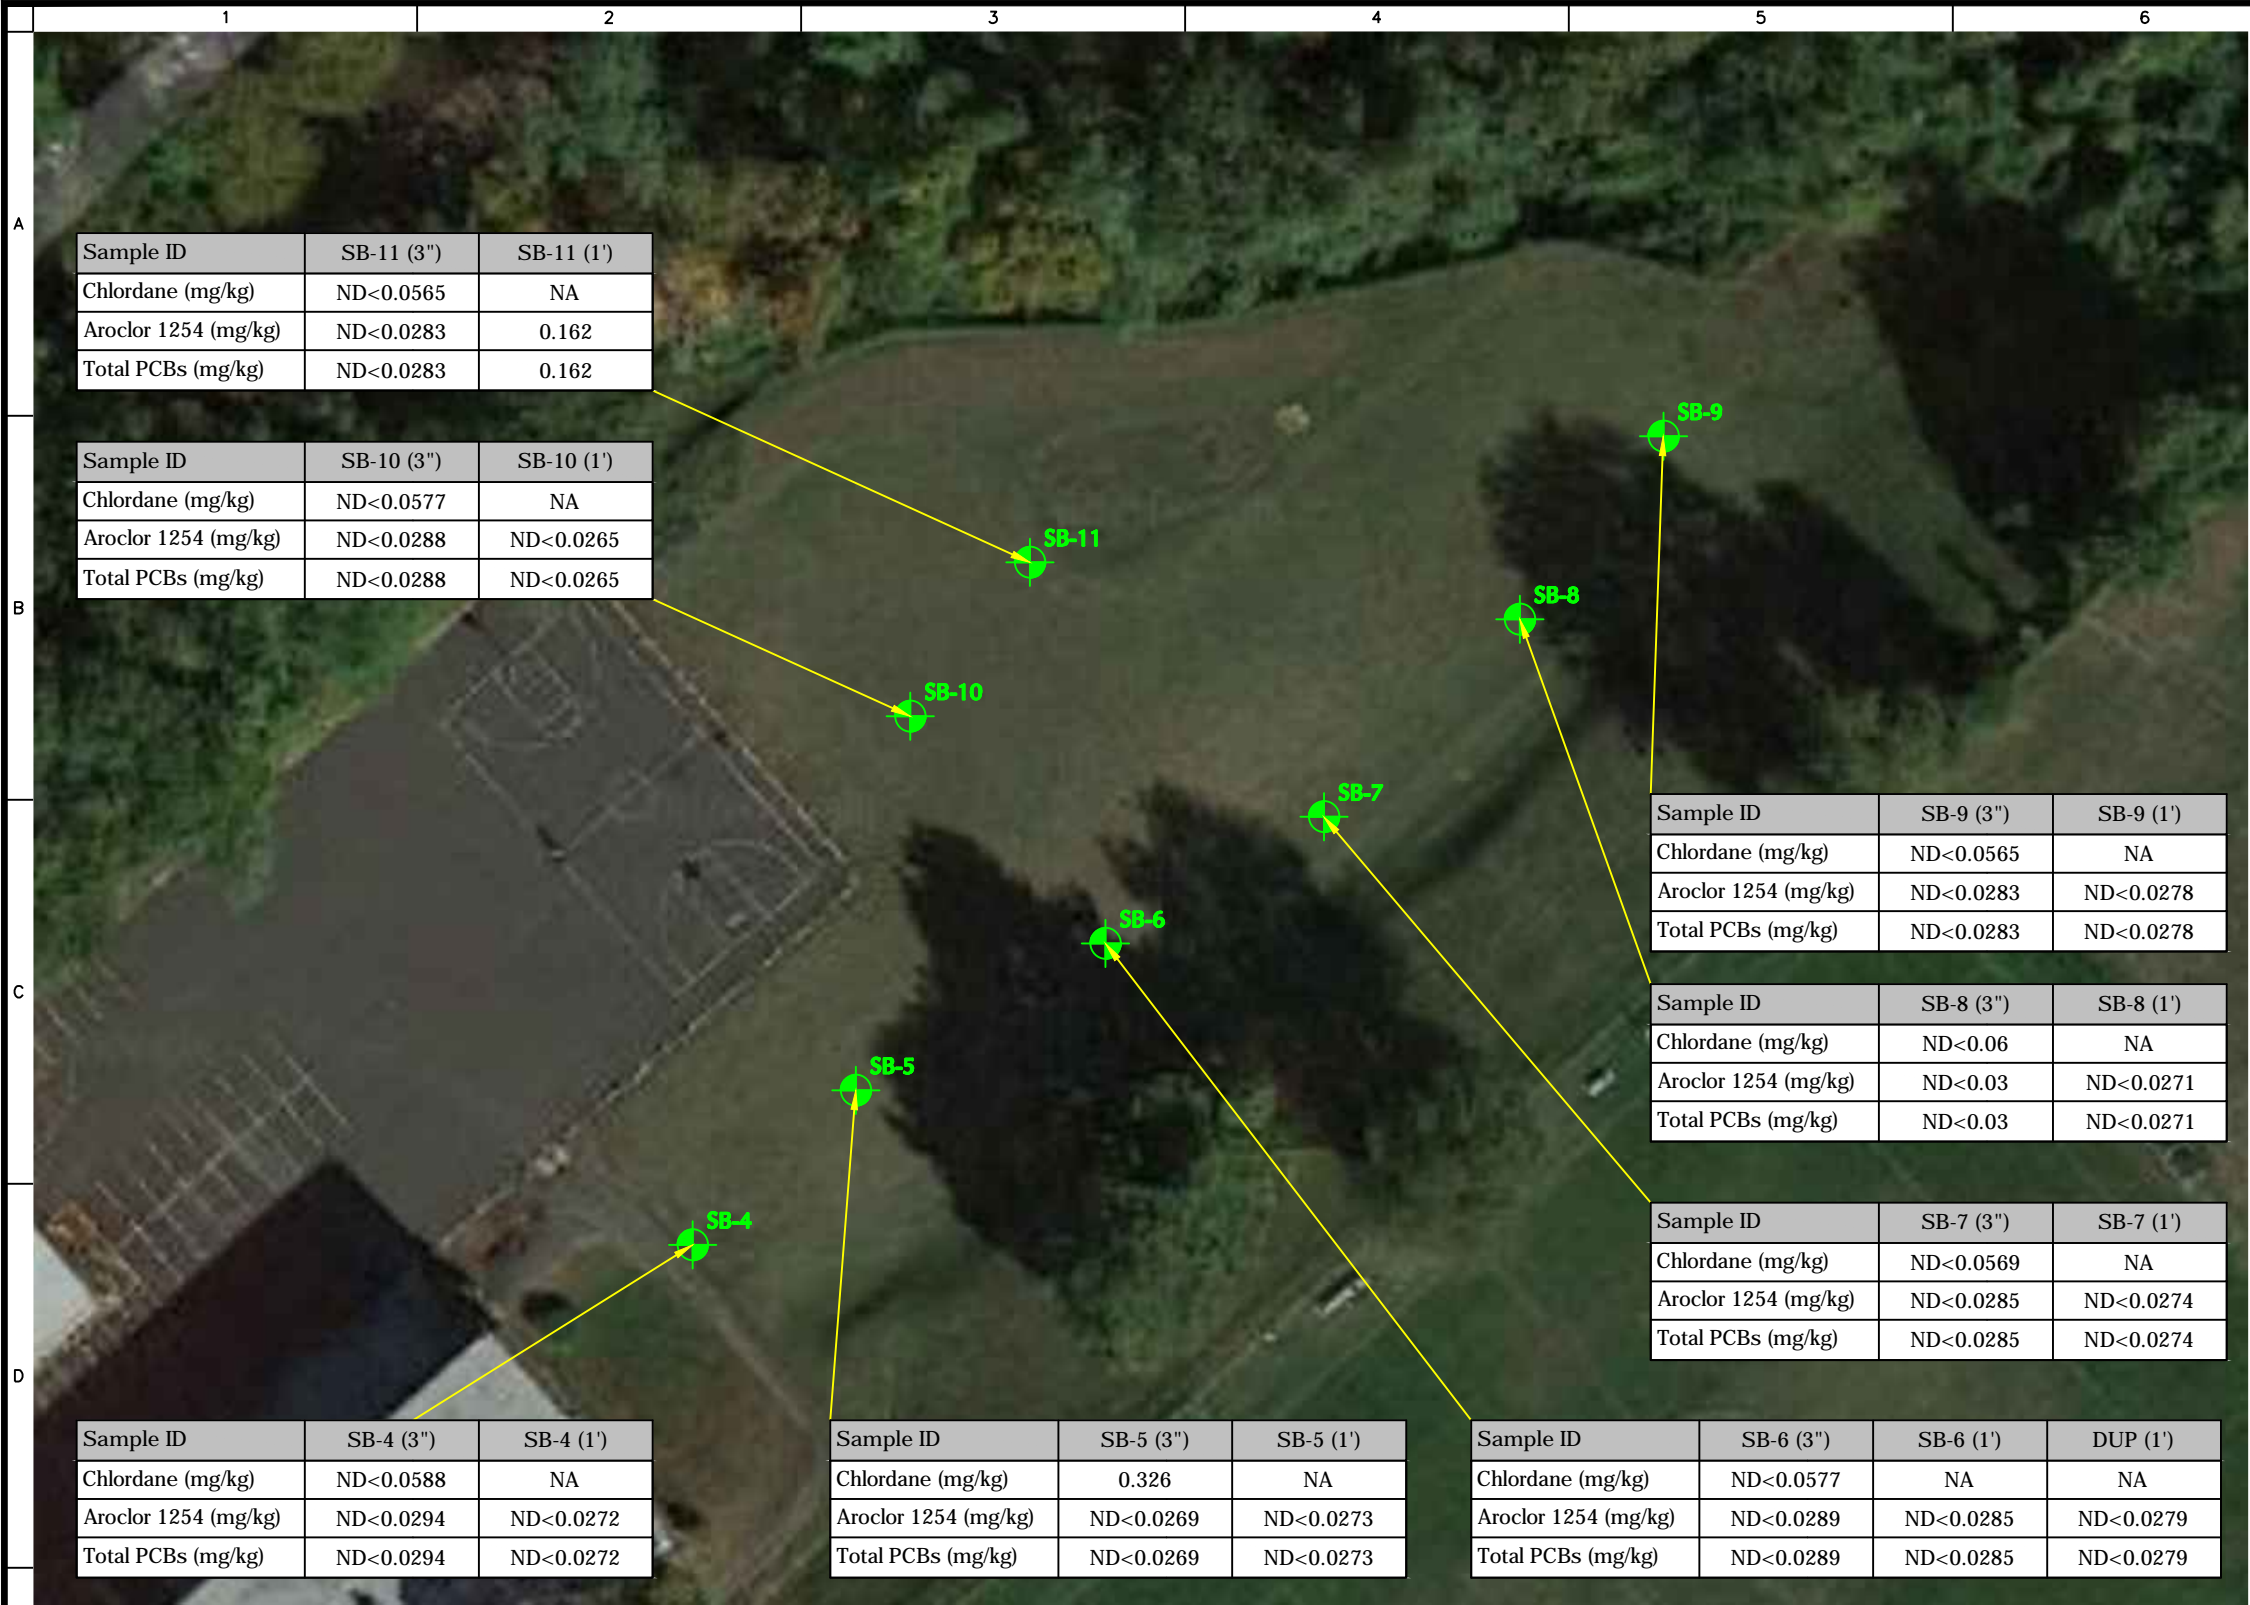 1 2 3 4 5 6
A
B
C
D
Sample ID SB-11 (3") SB-11 (1')
Chlordane (mg/kg) ND<0.0565 NA
Aroclor 1254 (mg/kg) ND<0.0283 0.162
Total PCBs (mg/kg) ND<0.0283 0.162
Sample ID SB-10 (3") SB-10 (1')
Chlordane (mg/kg) ND<0.0577 NA
Aroclor 1254 (mg/kg) ND<0.0288 ND<0.0265
Total PCBs (mg/kg) ND<0.0288 ND<0.0265
SB-9
SB-11
SB-8
SB-10
SB-7
SB-6
SB-5
SB-4
Sample ID SB-9 (3") SB-9 (1')
Chlordane (mg/kg) ND<0.0565 NA
Aroclor 1254 (mg/kg) ND<0.0283 ND<0.0278
Total PCBs (mg/kg) ND<0.0283 ND<0.0278
Sample ID SB-8 (3") SB-8 (1')
Chlordane (mg/kg) ND<0.06 NA
Aroclor 1254 (mg/kg) ND<0.03 ND<0.0271
Total PCBs (mg/kg) ND<0.03 ND<0.0271
Sample ID SB-7 (3") SB-7 (1')
Chlordane (mg/kg) ND<0.0569 NA
Aroclor 1254 (mg/kg) ND<0.0285 ND<0.0274
Total PCBs (mg/kg) ND<0.0285 ND<0.0274
Sample ID SB-4 (3") SB-4 (1')
Chlordane (mg/kg) ND<0.0588 NA
Aroclor 1254 (mg/kg) ND<0.0294 ND<0.0272
Total PCBs (mg/kg) ND<0.0294 ND<0.0272
Sample ID SB-5 (3") SB-5 (1')
Chlordane (mg/kg) 0.326 NA
Aroclor 1254 (mg/kg) ND<0.0269 ND<0.0273
Total PCBs (mg/kg) ND<0.0269 ND<0.0273
Sample ID SB-6 (3") SB-6 (1') DUP (1')
Chlordane (mg/kg) ND<0.0577 NA NA
Aroclor 1254 (mg/kg) ND<0.0289 ND<0.0285 ND<0.0279
Total PCBs (mg/kg) ND<0.0289 ND<0.0285 ND<0.0279